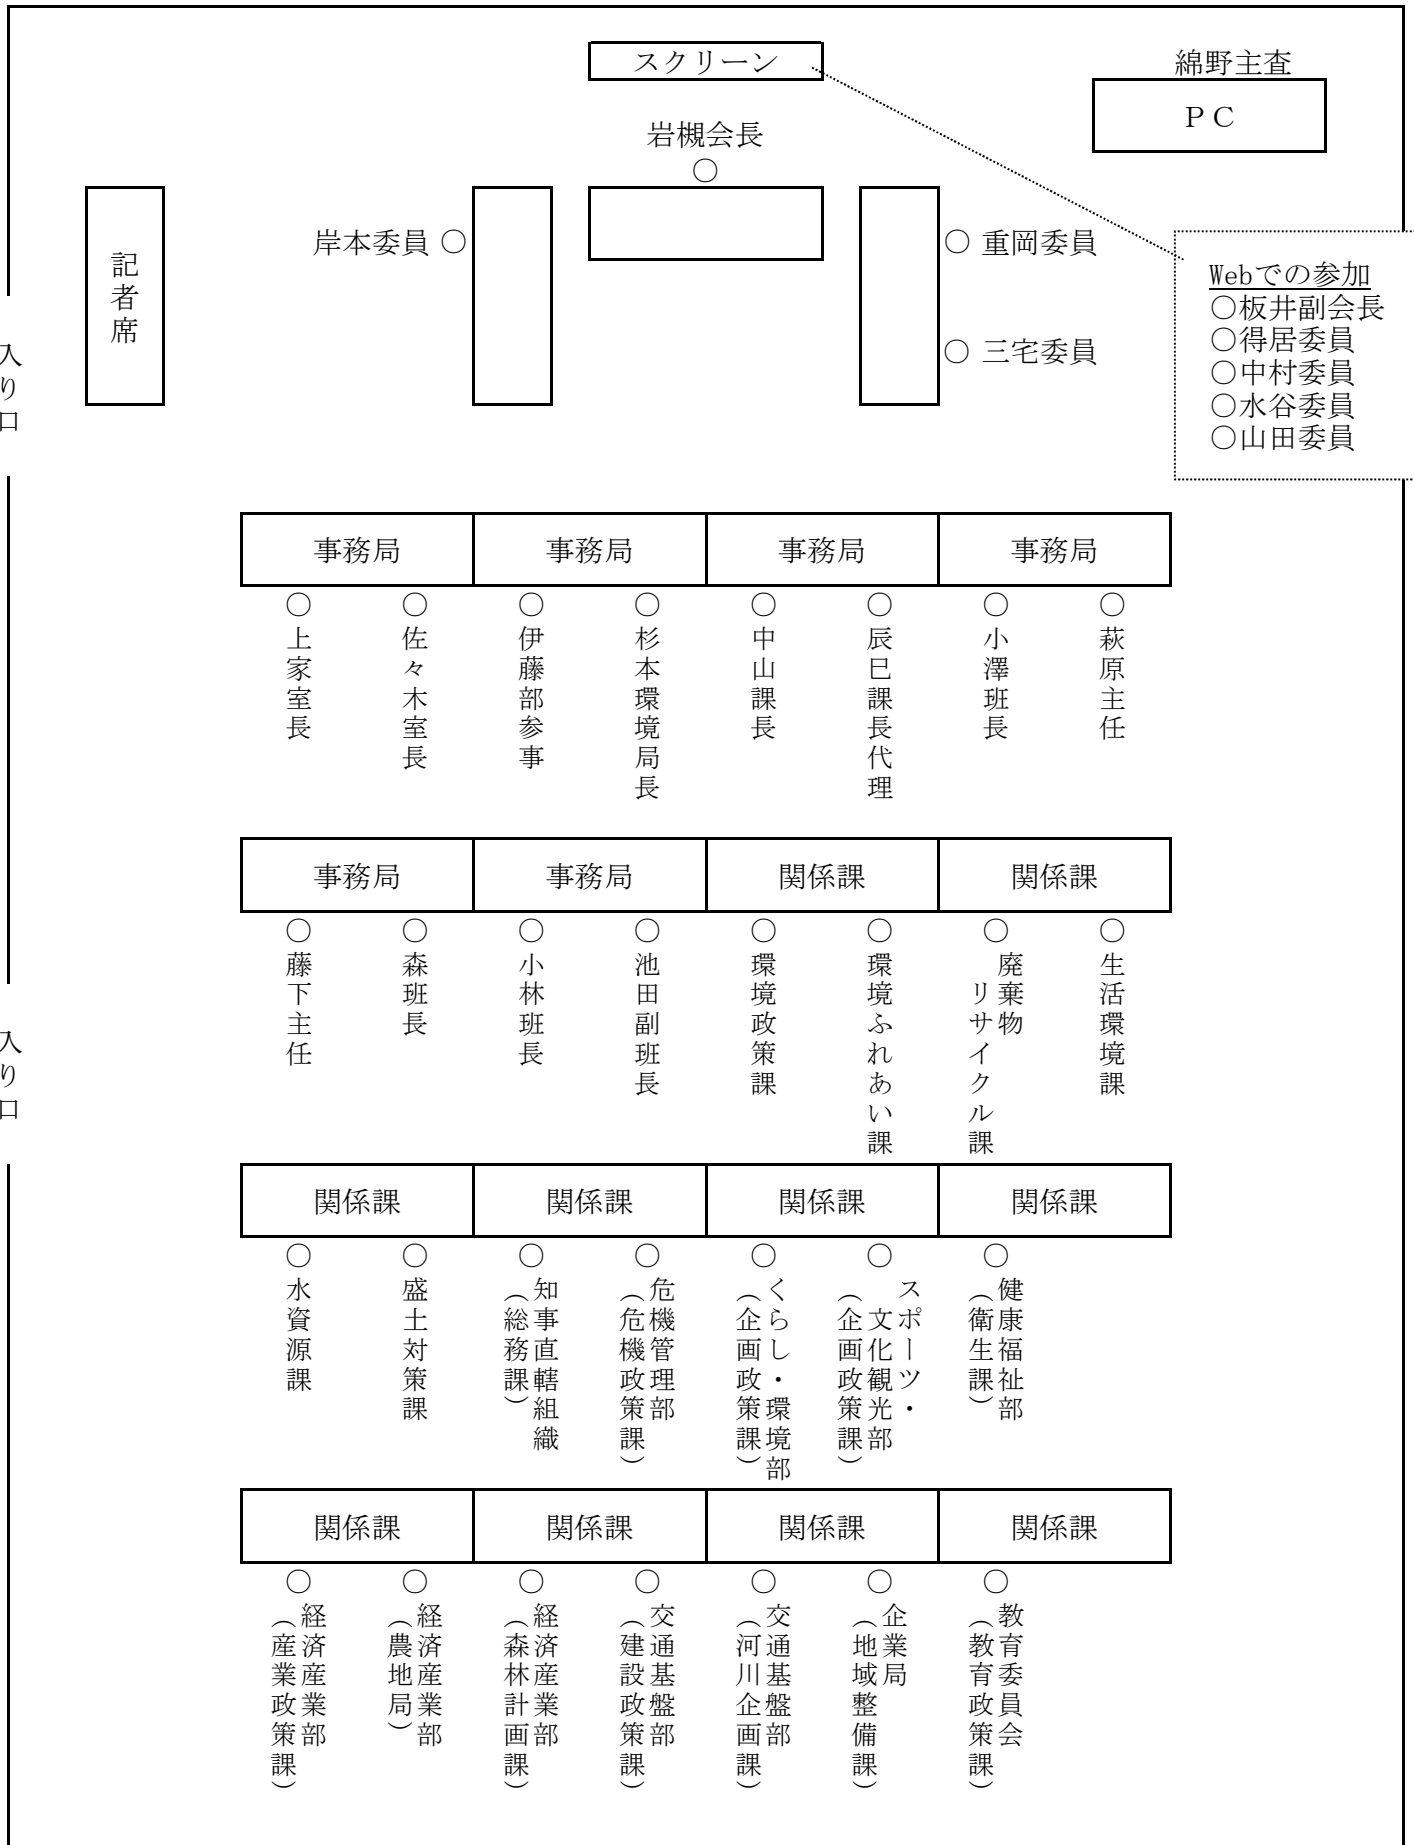 スクリーン
綿野主査
ＰＣ
岩槻会長
○
記者席
岸本委員 ○
○ 重岡委員
○ 三宅委員
Webでの参加
○板井副会長
○得居委員
○中村委員
○水谷委員
○山田委員
入り口
事務局
事務局
事務局
事務局
○上家室長
○佐々木室長
○伊藤部参事
○杉本環境局長
○中山課長
○辰巳課長代理
○小澤班長
○萩原主任
事務局
事務局
関係課
関係課
○藤下主任
○森班長
○小林班長
○池田副班長
○環境政策課
○環境ふれあい課
○廃棄物
リサイクル課
○生活環境課
入り口
関係課
関係課
関係課
関係課
○水資源課
○盛土対策課
○知事直轄組織
（総務課）
○危機管理部
（危機政策課）
○くらし・環境部
（企画政策課）
○スポーツ・
文化観光部
（企画政策課）
○健康福祉部
（衛生課）
関係課
関係課
関係課
関係課
○経済産業部
（産業政策課）
○経済産業部
（農地局）
○経済産業部
（森林計画課）
○交通基盤部
（建設政策課）
○交通基盤部
（河川企画課）
○企業局
（地域整備課）
○教育委員会
（教育政策課）